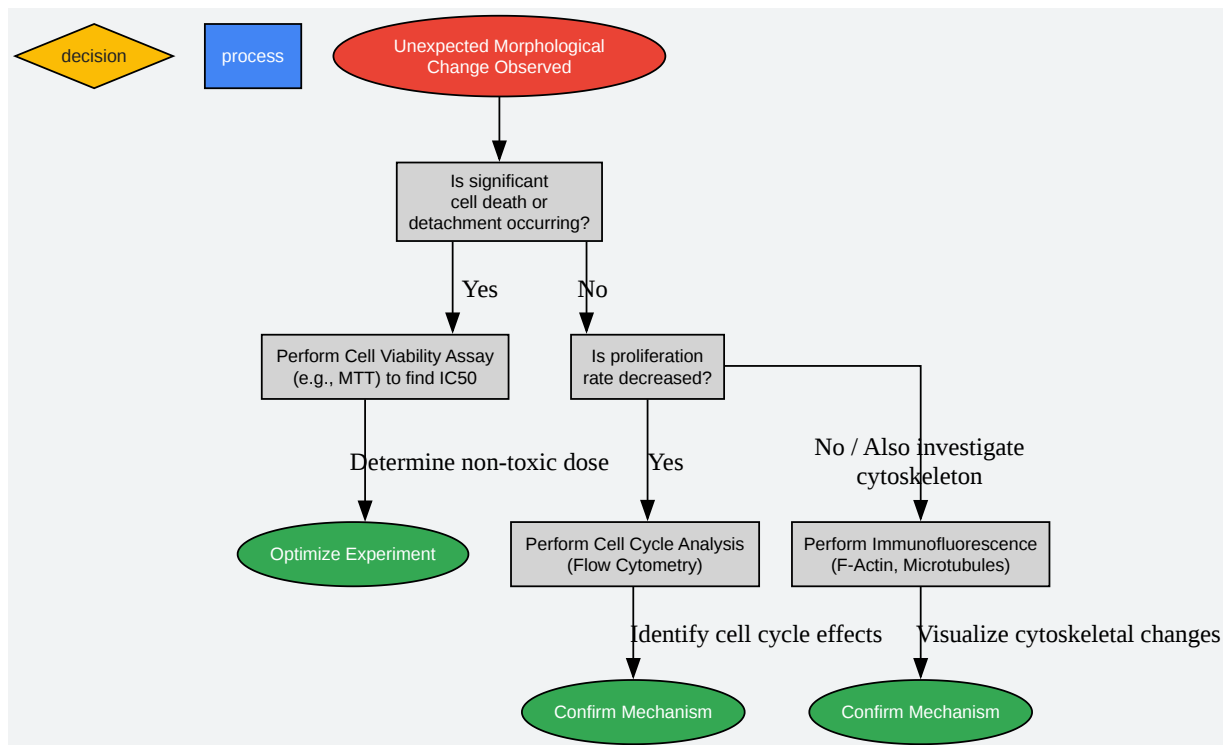 decision
process
Unexpected Morphological
Change Observed
Is significant
cell death or
detachment occurring?
Yes
No
Perform Cell Viability Assay
(e.g., MTT) to find IC50
Is proliferation
rate decreased?
Determine non-toxic dose
Yes
No / Also investigate
cytoskeleton
Optimize Experiment
Perform Cell Cycle Analysis
(Flow Cytometry)
Perform Immunofluorescence
(F-Actin, Microtubules)
Identify cell cycle effects
Visualize cytoskeletal changes
Confirm Mechanism
Confirm Mechanism